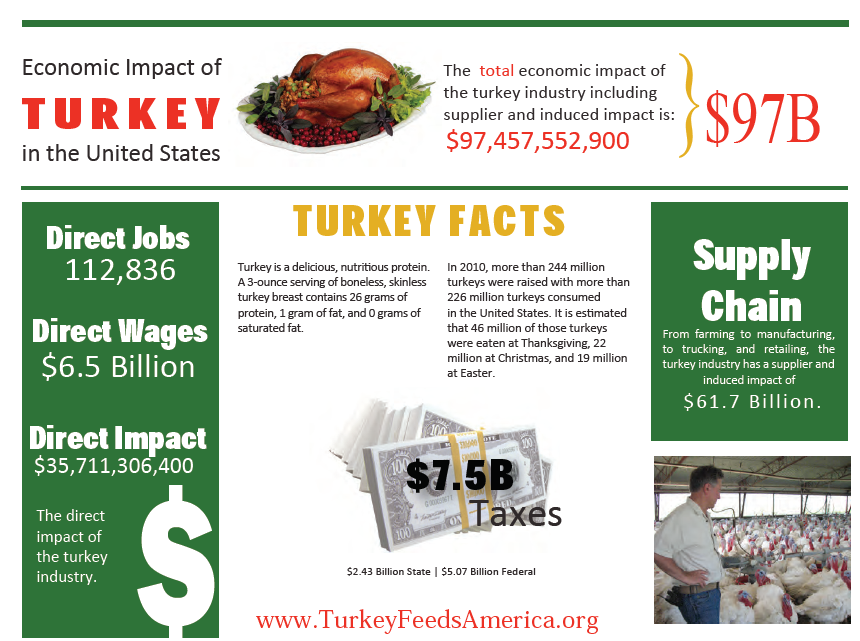 Economic Impact of
TURKEY
in the United States
The total economic impact of
the turkey industry including
supplier and induced impact is:
$97,457,552,900
$97B
Direct Jobs
112,836
Direct Wages
$6.5 Billion
Direct Impact
$35,711,306,400
The direct
impact of
the turkey
industry.
$
TURKEY FACTS
Turkey is a delicious, nutritious protein.
A 3-ounce serving of boneless, skinless
turkey breast contains 26 grams of
protein, 1 gram of fat, and 0 grams of
saturated fat.
In 2010, more than 244 million
turkeys were raised with more than
226 million turkeys consumed
in the United States. It is estimated
that 46 million of those turkeys
were eaten at Thanksgiving, 22
million at Christmas, and 19 million
at Easter.
100
100
100
$7.5B
Taxes
$2.43 Billion State | $5.07 Billion Federal
www.TurkeyFeedsAmerica.org
Supply
Chain
From farming to manufacturing,
to trucking, and retailing, the
turkey industry has a supplier and
induced impact of
$61.7 Billion.